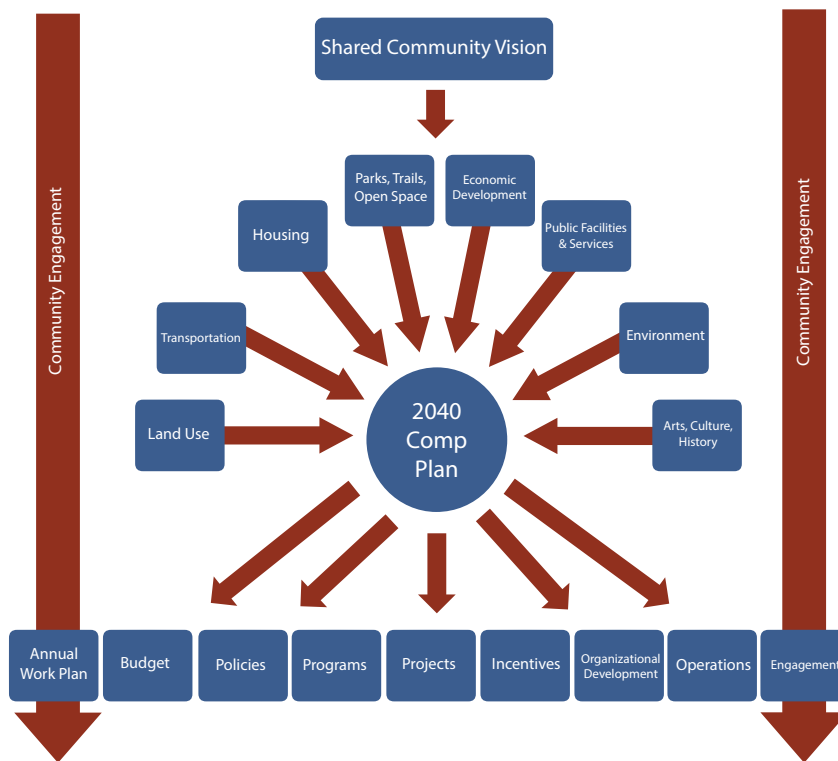 Shared Community Vision
Community Engagement
Community Engagement
Parks, Trails,
Open Space
Economic
Development
Housing
Public Facilities
& Services
Transportation
Environment
Land Use
2040
Comp
Plan
Arts, Culture,
History
Annual
Work Plan
Budget
Policies
Programs
Projects
Incentives
Organizational
Development
Operations
Engagement